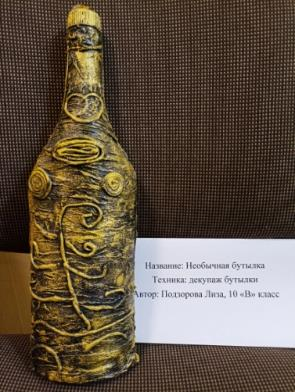 Название: Необычная бутылка
Техника: декупаж бутылки
Автор: Подзорова Лиза, 10 «В» класс